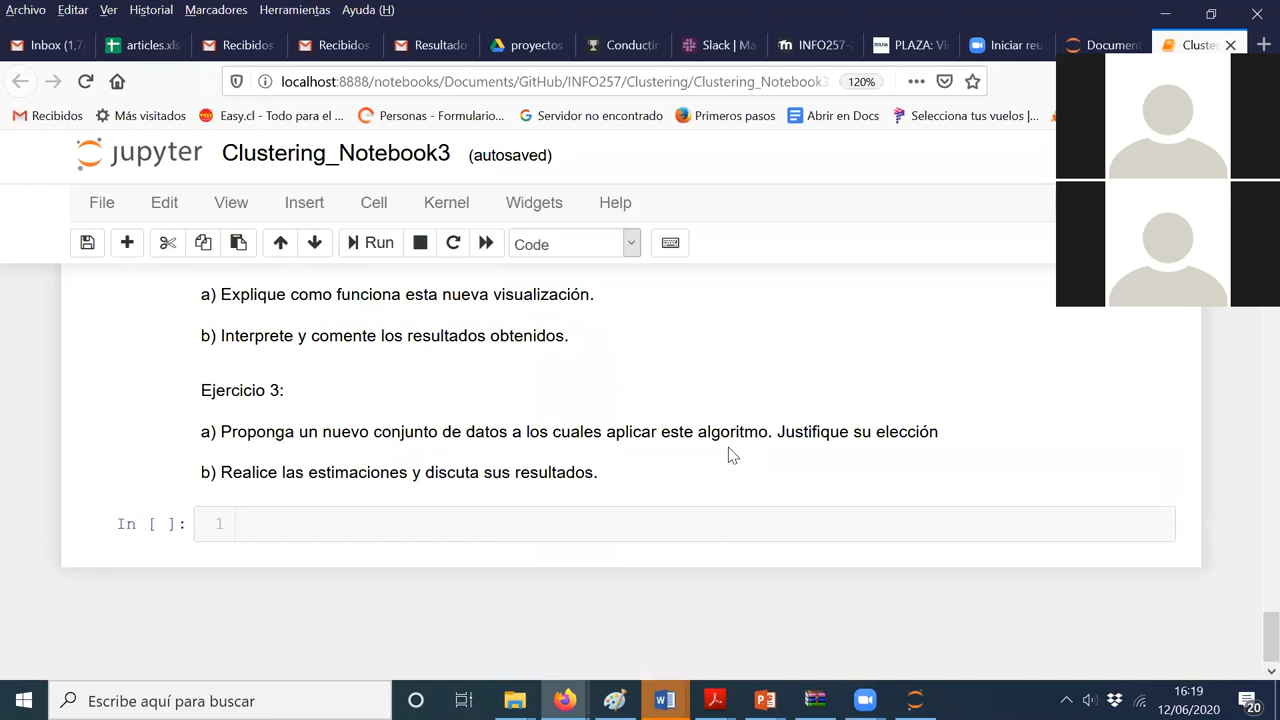 Archivo Editar Ver Historial Marcadores Herramientas Ayuda (H)
Inbox (1,7 articles.xls Recibidos Recibidos Resultado proyectos Conductir Slack | Ma INFO257- PLAZA: Vi Iniciar reu Document Cluste
localhost:8888/notebooks/Documents/GitHub/INFO257/Clustering/Clustering_Notebook3 120%
Recibidos Más visitados Easy.cl - Todo para el ... Personas - Formulario... Servidor no encontrado Primeros pasos Abrir en Docs Selecciona tus vuelos |...
jupyter Clustering_Notebook3 (autosaved)
File Edit View Insert Cell Kernel Widgets Help
Run Code
a) Explique como funciona esta nueva visualización.
b) Interprete y comente los resultados obtenidos.
Ejercicio 3:
a) Proponga un nuevo conjunto de datos a los cuales aplicar este algoritmo. Justifique su elección
b) Realice las estimaciones y discuta sus resultados.
In [ ]: 1
Escribe aquí para buscar
16:19
12/06/2020
20